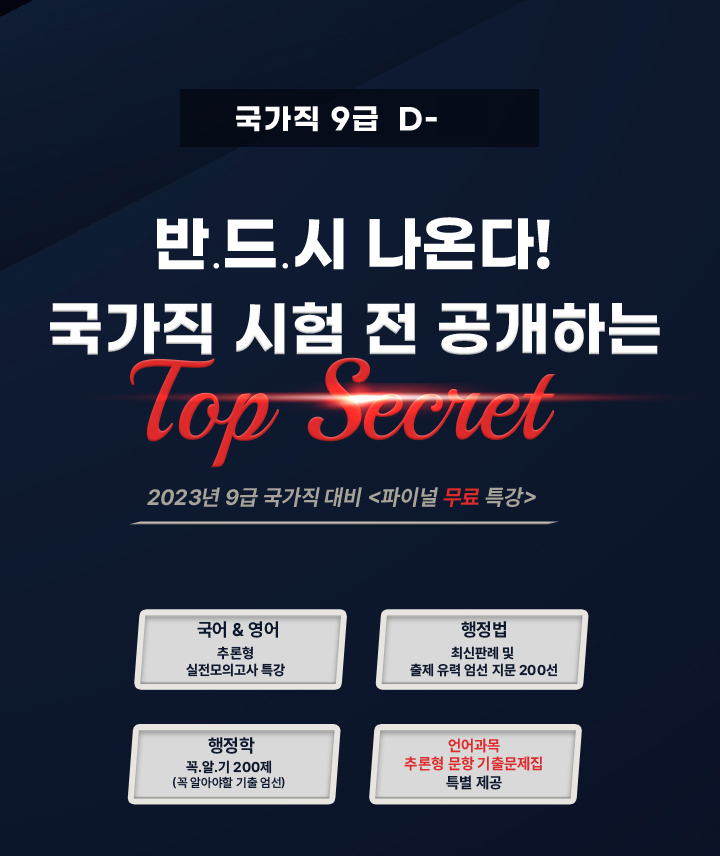 국가직 9급 D-
반.드.시 나온다!
국가직 시험 전 공개하는
Top Secret
2023년 9급 국가직 대비 <파이널 무료 특강>
국어 & 영어
추론형
실전모의고사 특강
행정법
최신판례 및
출제 유력 엄선 지문 200선
행정학
꼭.알.기 200제
(꼭 알아야할 기출 엄선)
언어과목
추론형 문항 기출문제집
특별 제공